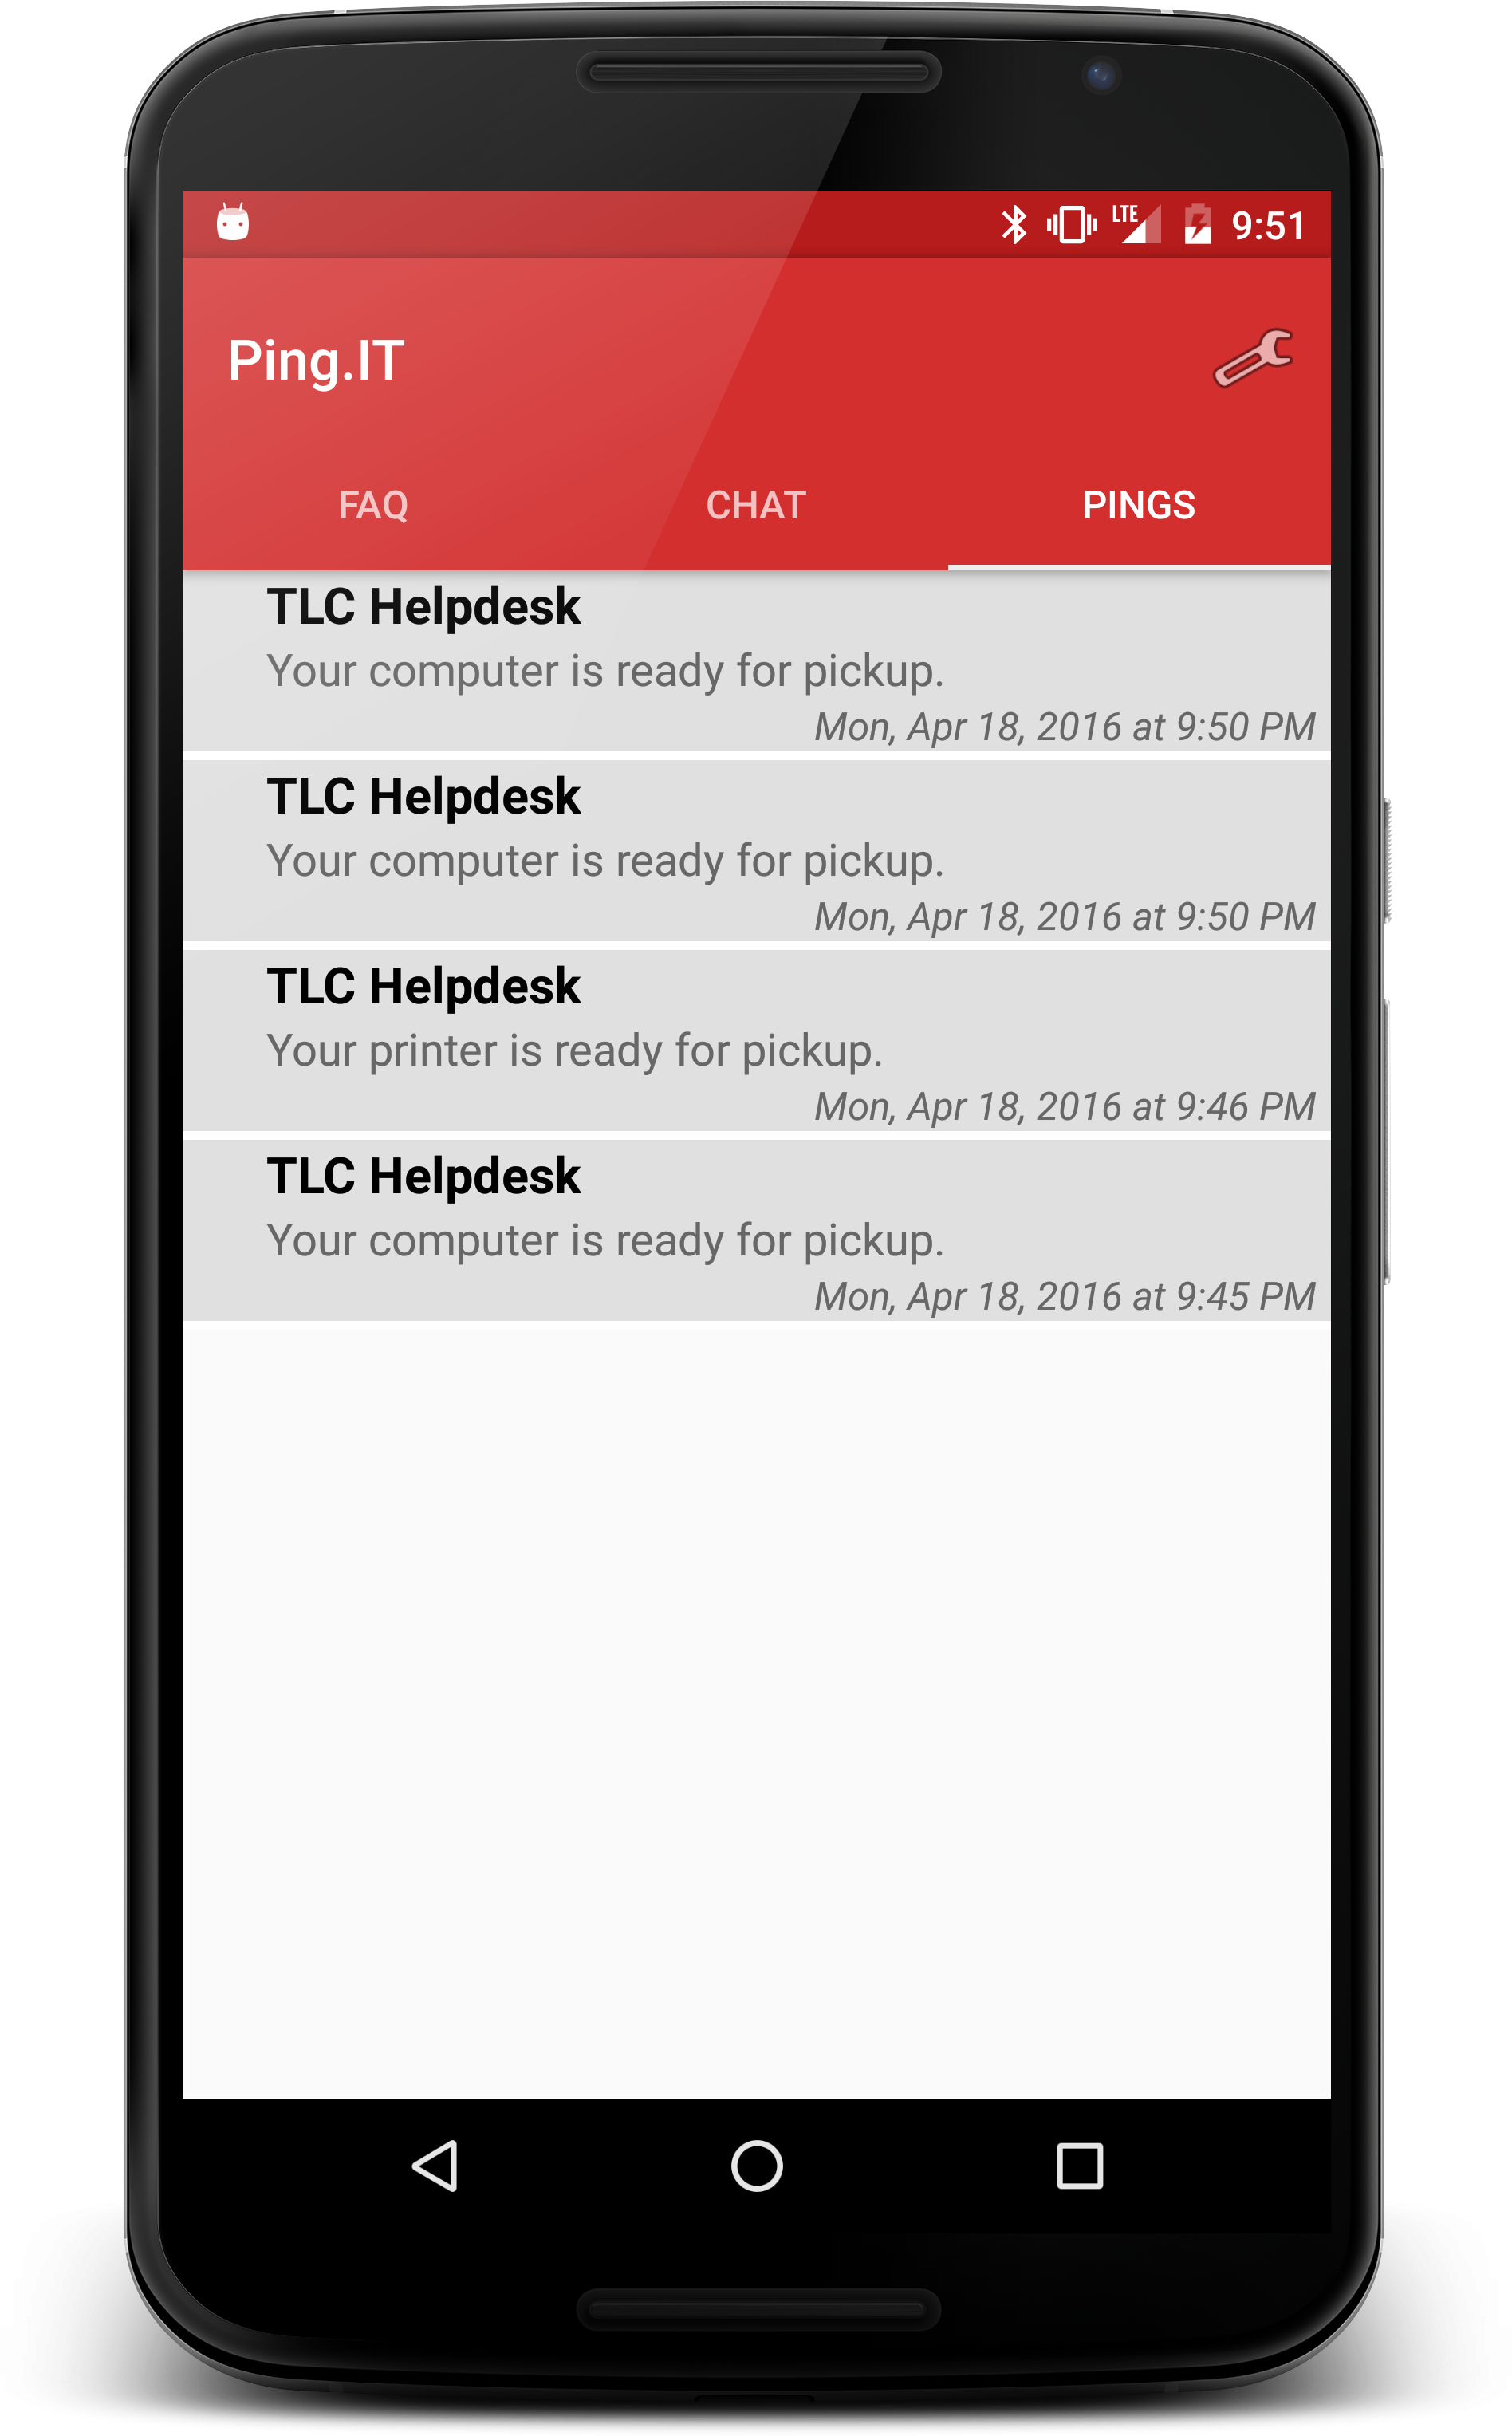 LTE 9:51
Ping.IT
FAQ CHAT PINGS
TLC Helpdesk
Your computer is ready for pickup.
Mon, Apr 18, 2016 at 9:50 PM
TLC Helpdesk
Your computer is ready for pickup.
Mon, Apr 18, 2016 at 9:50 PM
TLC Helpdesk
Your printer is ready for pickup.
Mon, Apr 18, 2016 at 9:46 PM
TLC Helpdesk
Your computer is ready for pickup.
Mon, Apr 18, 2016 at 9:45 PM